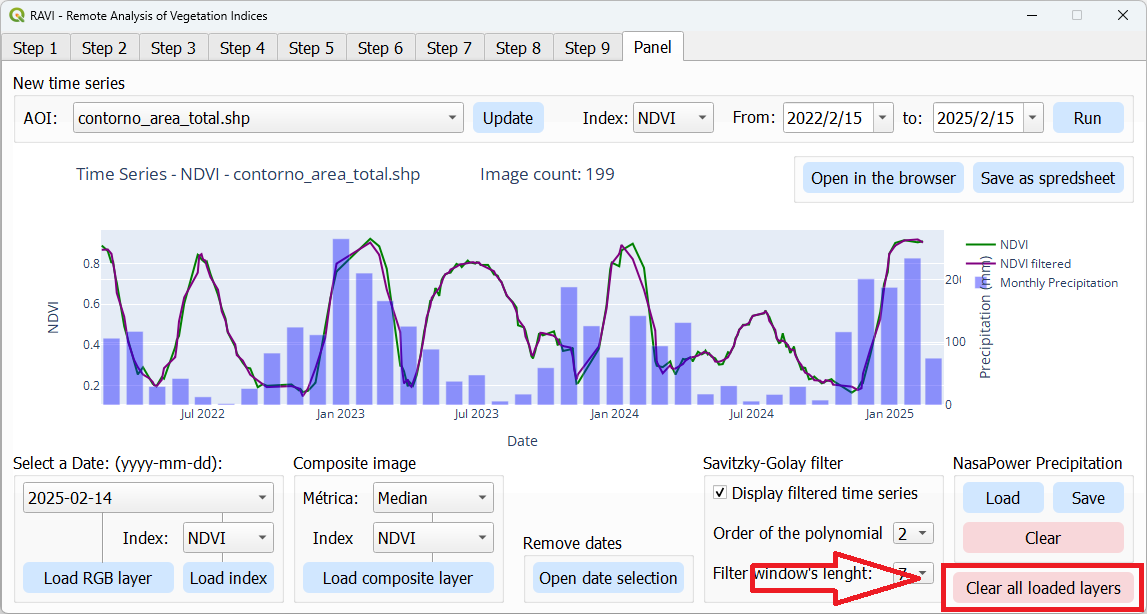 RAVI - Remote Analysis of Vegetation Indices
Step 1 Step 2 Step 3 Step 4 Step 5 Step 6 Step 7 Step 8 Step 9 Panel
New time series
AOI: contorno_area_total.shp Update Index: NDVI From: 2022/2/15 to: 2025/2/15 Run
Time Series - NDVI - contorno_area_total.shp Image count: 199
Open in the browser Save as spredsheet
NDVI
NDVI filtered
Monthly Precipitation
0.8
0.6
0.4
0.2
NDVI
20
100
0
Precipitation (mm)
Jul 2022 Jan 2023 Jul 2023 Jan 2024 Jul 2024 Jan 2025
Date
Select a Date: (yyyy-mm-dd):
2025-02-14
Index: NDVI
Load RGB layer Load index
Composite image
Métrica: Median
Index NDVI
Load composite layer
Remove dates
Open date selection
Savitzky-Golay filter
Display filtered time series
Order of the polynomial 2
Filter window's lenght: 7
NasaPower Precipitation
Load Save
Clear
Clear all loaded layers